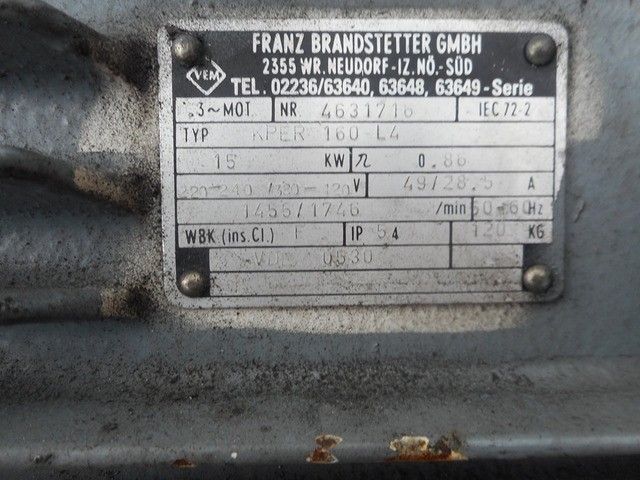 FRANZ BRANDSTETTER GMBH
VEM
2355 WR. NEUDORF-IZ. NÖ.-SÜD
TEL. 02236/63640, 63648, 63649-Serie
3~MOT. NR 4631716 IEC 72-2
TYP KPER 160 L4
15 KW η 0.86
V 49/28.5 A
1456/1746 /min 50-60 Hz
W8K (ins.Cl.) F IP 54 120 KG
VDE 0530